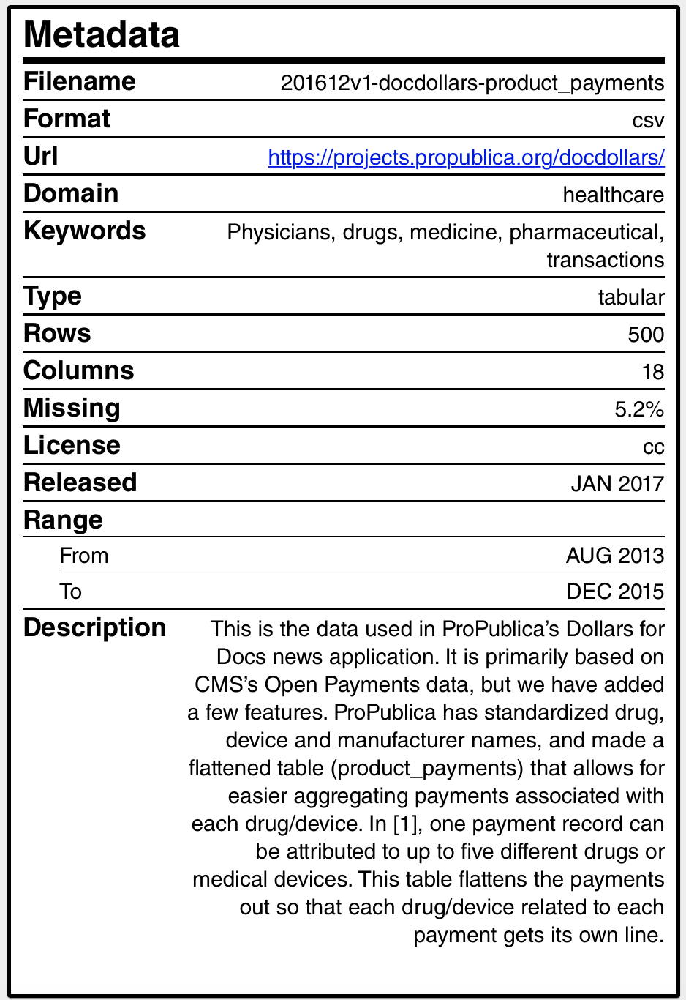 Metadata
Filename 201612v1-docdollars-product_payments
Format csv
Url https://projects.propublica.org/docdollars/
Domain healthcare
Keywords Physicians, drugs, medicine, pharmaceutical,
transactions
Type tabular
Rows 500
Columns 18
Missing 5.2%
License cc
Released JAN 2017
Range
From AUG 2013
To DEC 2015
Description This is the data used in ProPublica’s Dollars for
Docs news application. It is primarily based on
CMS’s Open Payments data, but we have added
a few features. ProPublica has standardized drug,
device and manufacturer names, and made a
flattened table (product_payments) that allows for
easier aggregating payments associated with
each drug/device. In [1], one payment record can
be attributed to up to five different drugs or
medical devices. This table flattens the payments
out so that each drug/device related to each
payment gets its own line.